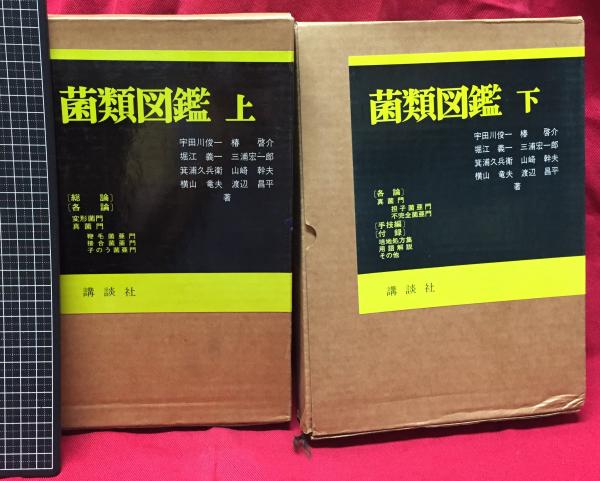 菌類図鑑 上
宇田川俊一 椿 啓介
堀江 義一 三浦宏一郎
箕浦久兵衛 山崎 幹夫
横山 竜夫 渡辺 昌平
著
［総論］
［各論］
変形菌門
真菌門
鞭毛菌亜門
接合菌亜門
子のう菌亜門
講談社
菌類図鑑 下
宇田川俊一 椿 啓介
堀江 義一 三浦宏一郎
箕浦久兵衛 山崎 幹夫
横山 竜夫 渡辺 昌平
著
［各論］
真菌門
担子菌亜門
不完全菌亜門
［手技編］
［付録］
培地処方集
用語解説
その他
講談社